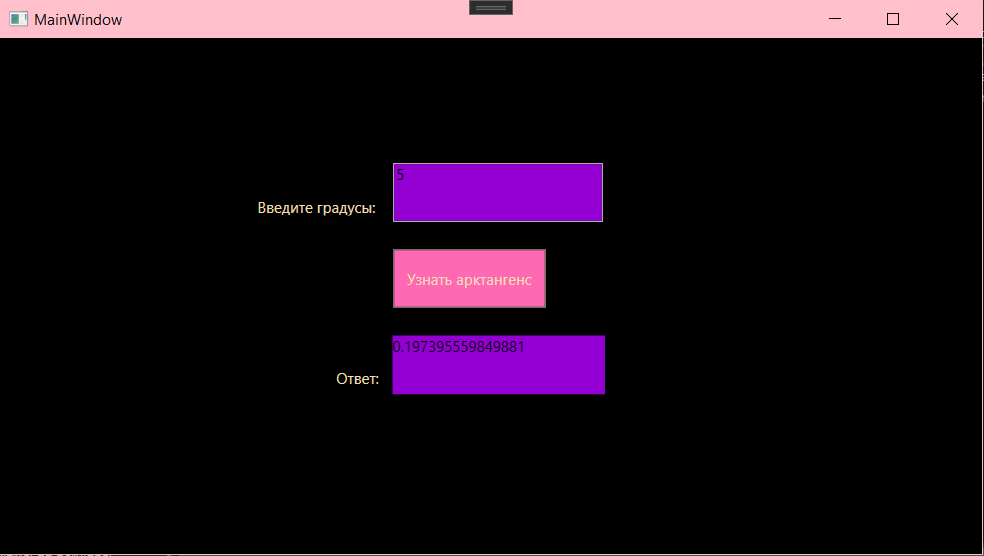 MainWindow
5
Введите градусы:
Узнать арктангенс
0.197395559849881
Ответ: